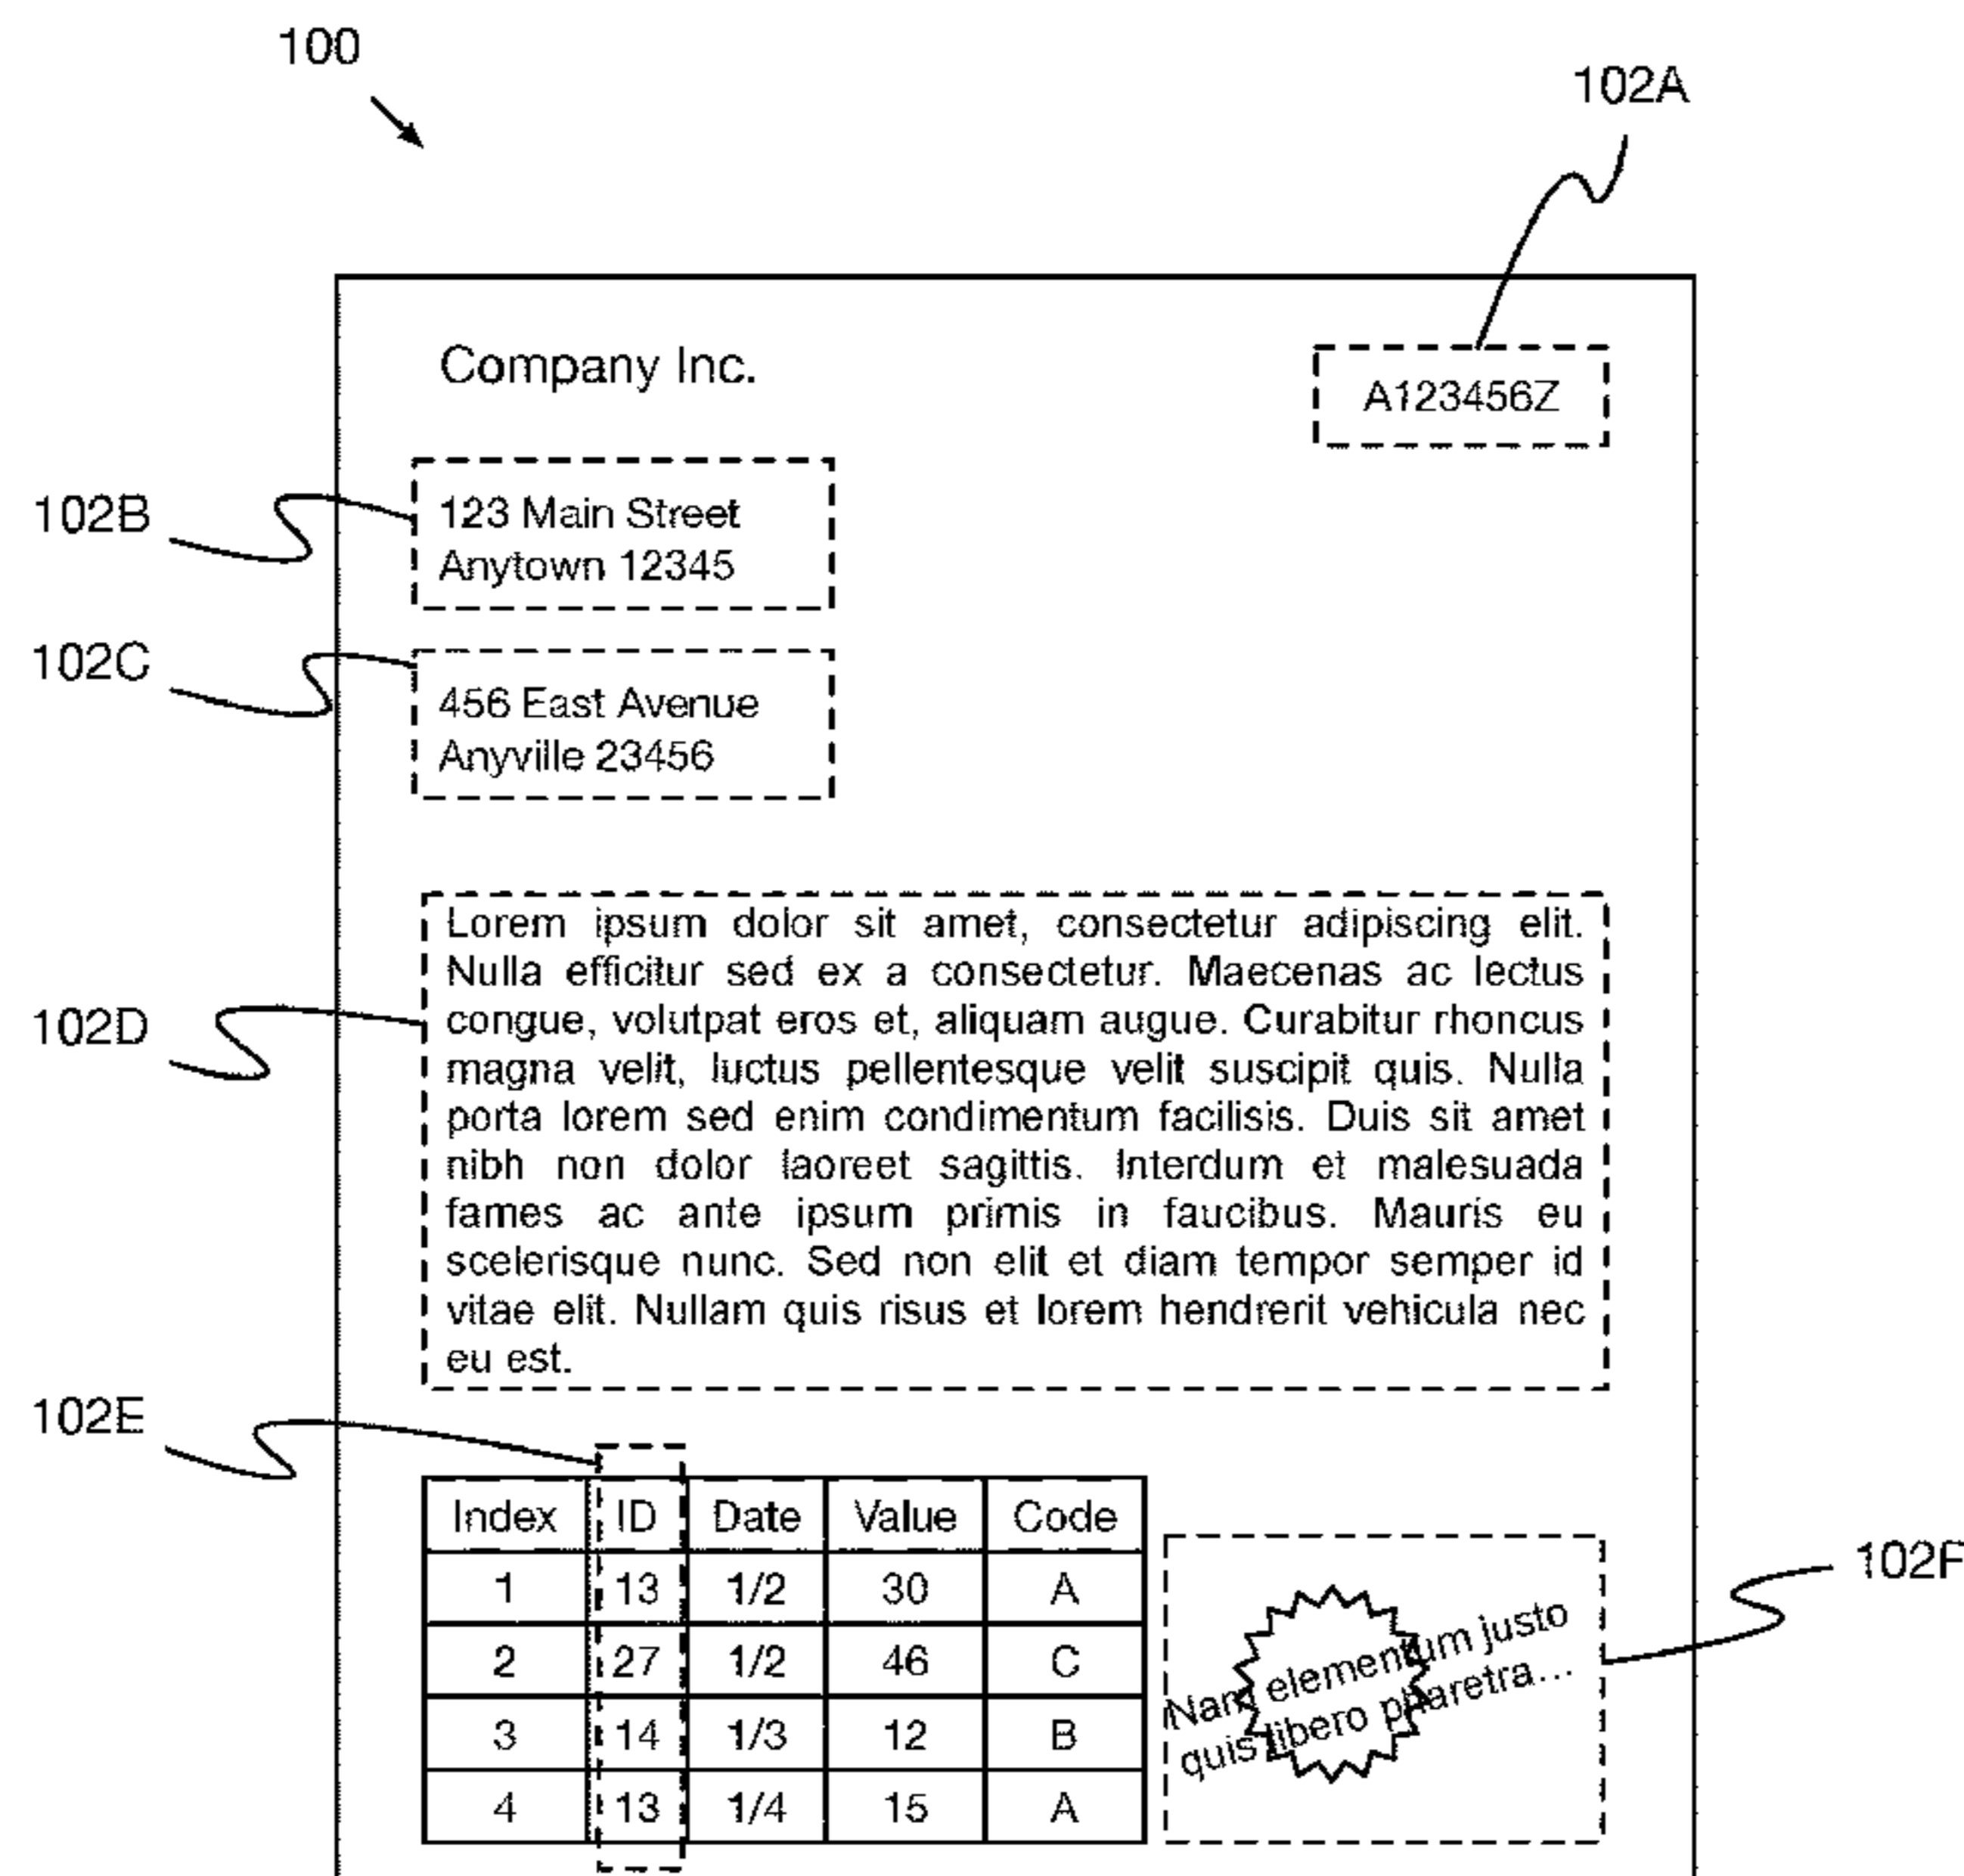 100
102A
Company Inc.
A123456Z
102B
123 Main Street
Anytown 12345
102C
456 East Avenue
Anyville 23456
102D
Lorem ipsum dolor sit amet, consectetur adipiscing elit.
Nulla efficitur sed ex a consectetur. Maecenas ac lectus
congue, volutpat eros et, aliquam augue. Curabitur rhoncus
magna velit, luctus pellentesque velit suscipit quis. Nulla
porta lorem sed enim condimentum facilisis. Duis sit amet
nibh non dolor laoreet sagittis. Interdum et malesuada
fames ac ante ipsum primis in faucibus. Mauris eu
scelerisque nunc. Sed non elit et diam tempor semper id
vitae elit. Nullam quis risus et lorem hendrerit vehicula nec
eu est.
102E
Index ID Date Value Code
1 13 1/2 30 A
2 27 1/2 46 C
3 14 1/3 12 B
4 13 1/4 15 A
102F
Nam elementum justo
quis libero pharetra...